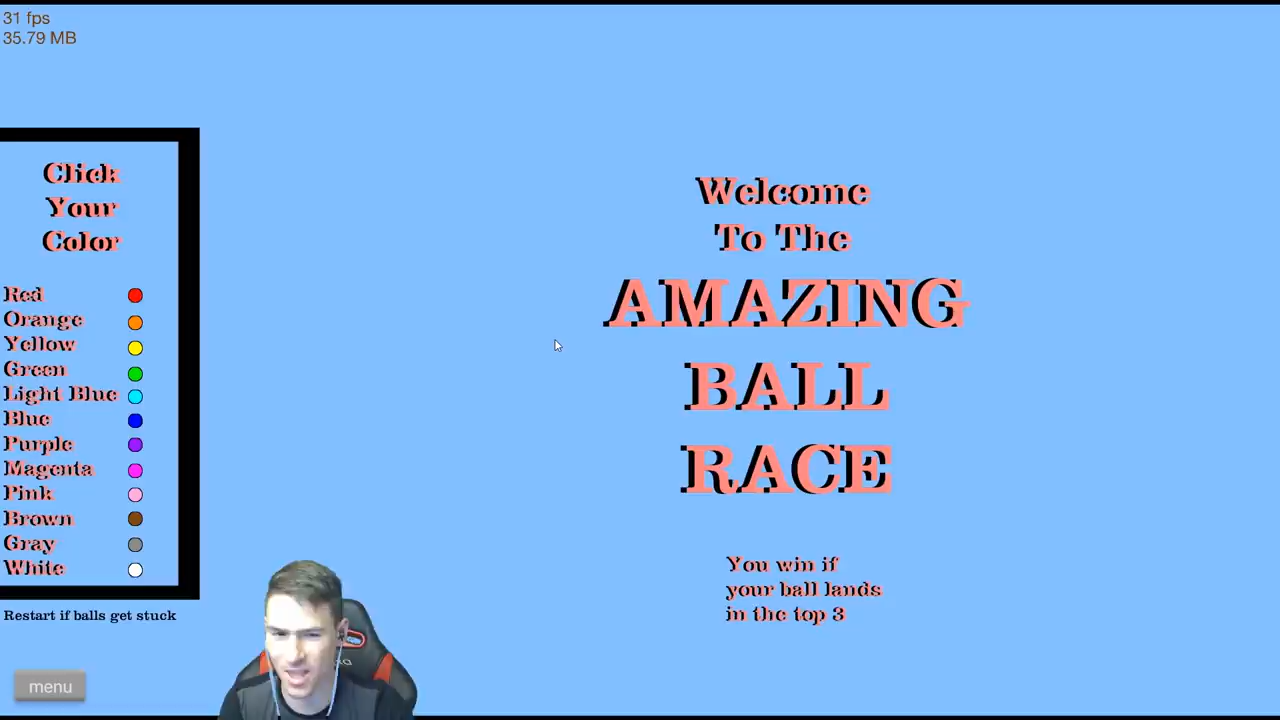 31 fps
35.79 MB
Click
Your
Color
Red
Orange
Yellow
Green
Light Blue
Blue
Purple
Magenta
Pink
Brown
Gray
White
Restart if balls get stuck
menu
Welcome
To The
AMAZING
BALL
RACE
You win if
your ball lands
in the top 3